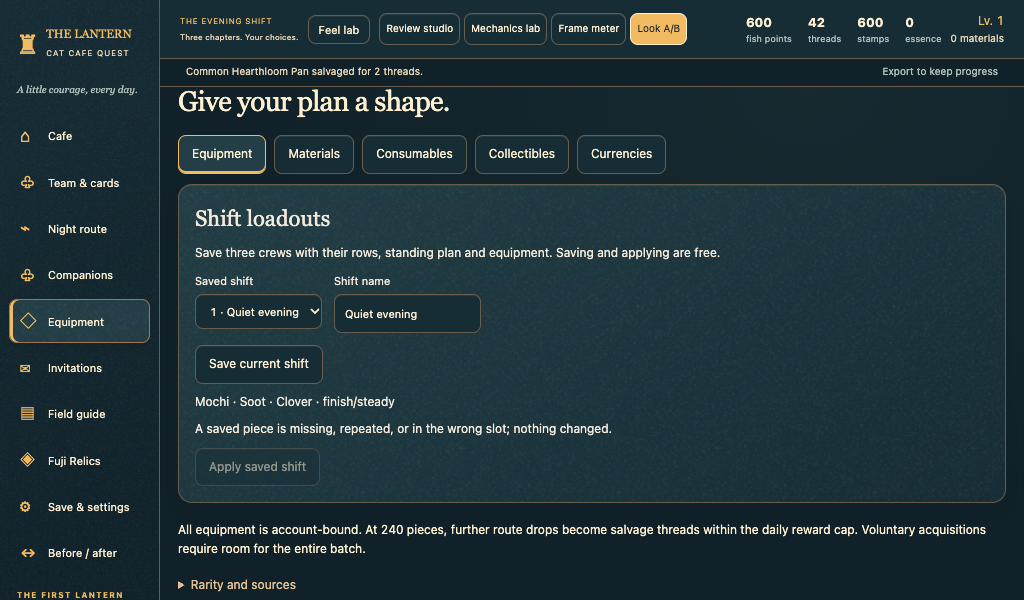 THE LANTERN
CAT CAFE QUEST
A little courage, every day.
Cafe
Team & cards
Night route
Companions
Equipment
Invitations
Field guide
Fuji Relics
Save & settings
Before / after
THE FIRST LANTERN
THE EVENING SHIFT
Three chapters. Your choices.
Feel lab
Review studio
Mechanics lab
Frame meter
Look A/B
600
fish points
42
threads
600
stamps
0
essence
Lv. 1
0 materials
Common Hearthloom Pan salvaged for 2 threads.
Export to keep progress
Give your plan a shape.
Equipment
Materials
Consumables
Collectibles
Currencies
Shift loadouts
Save three crews with their rows, standing plan and equipment. Saving and applying are free.
Saved shift
Shift name
1 · Quiet evening
Quiet evening
Save current shift
Mochi · Soot · Clover · finish/steady
A saved piece is missing, repeated, or in the wrong slot; nothing changed.
Apply saved shift
All equipment is account-bound. At 240 pieces, further route drops become salvage threads within the daily reward cap. Voluntary acquisitions
require room for the entire batch.
Rarity and sources